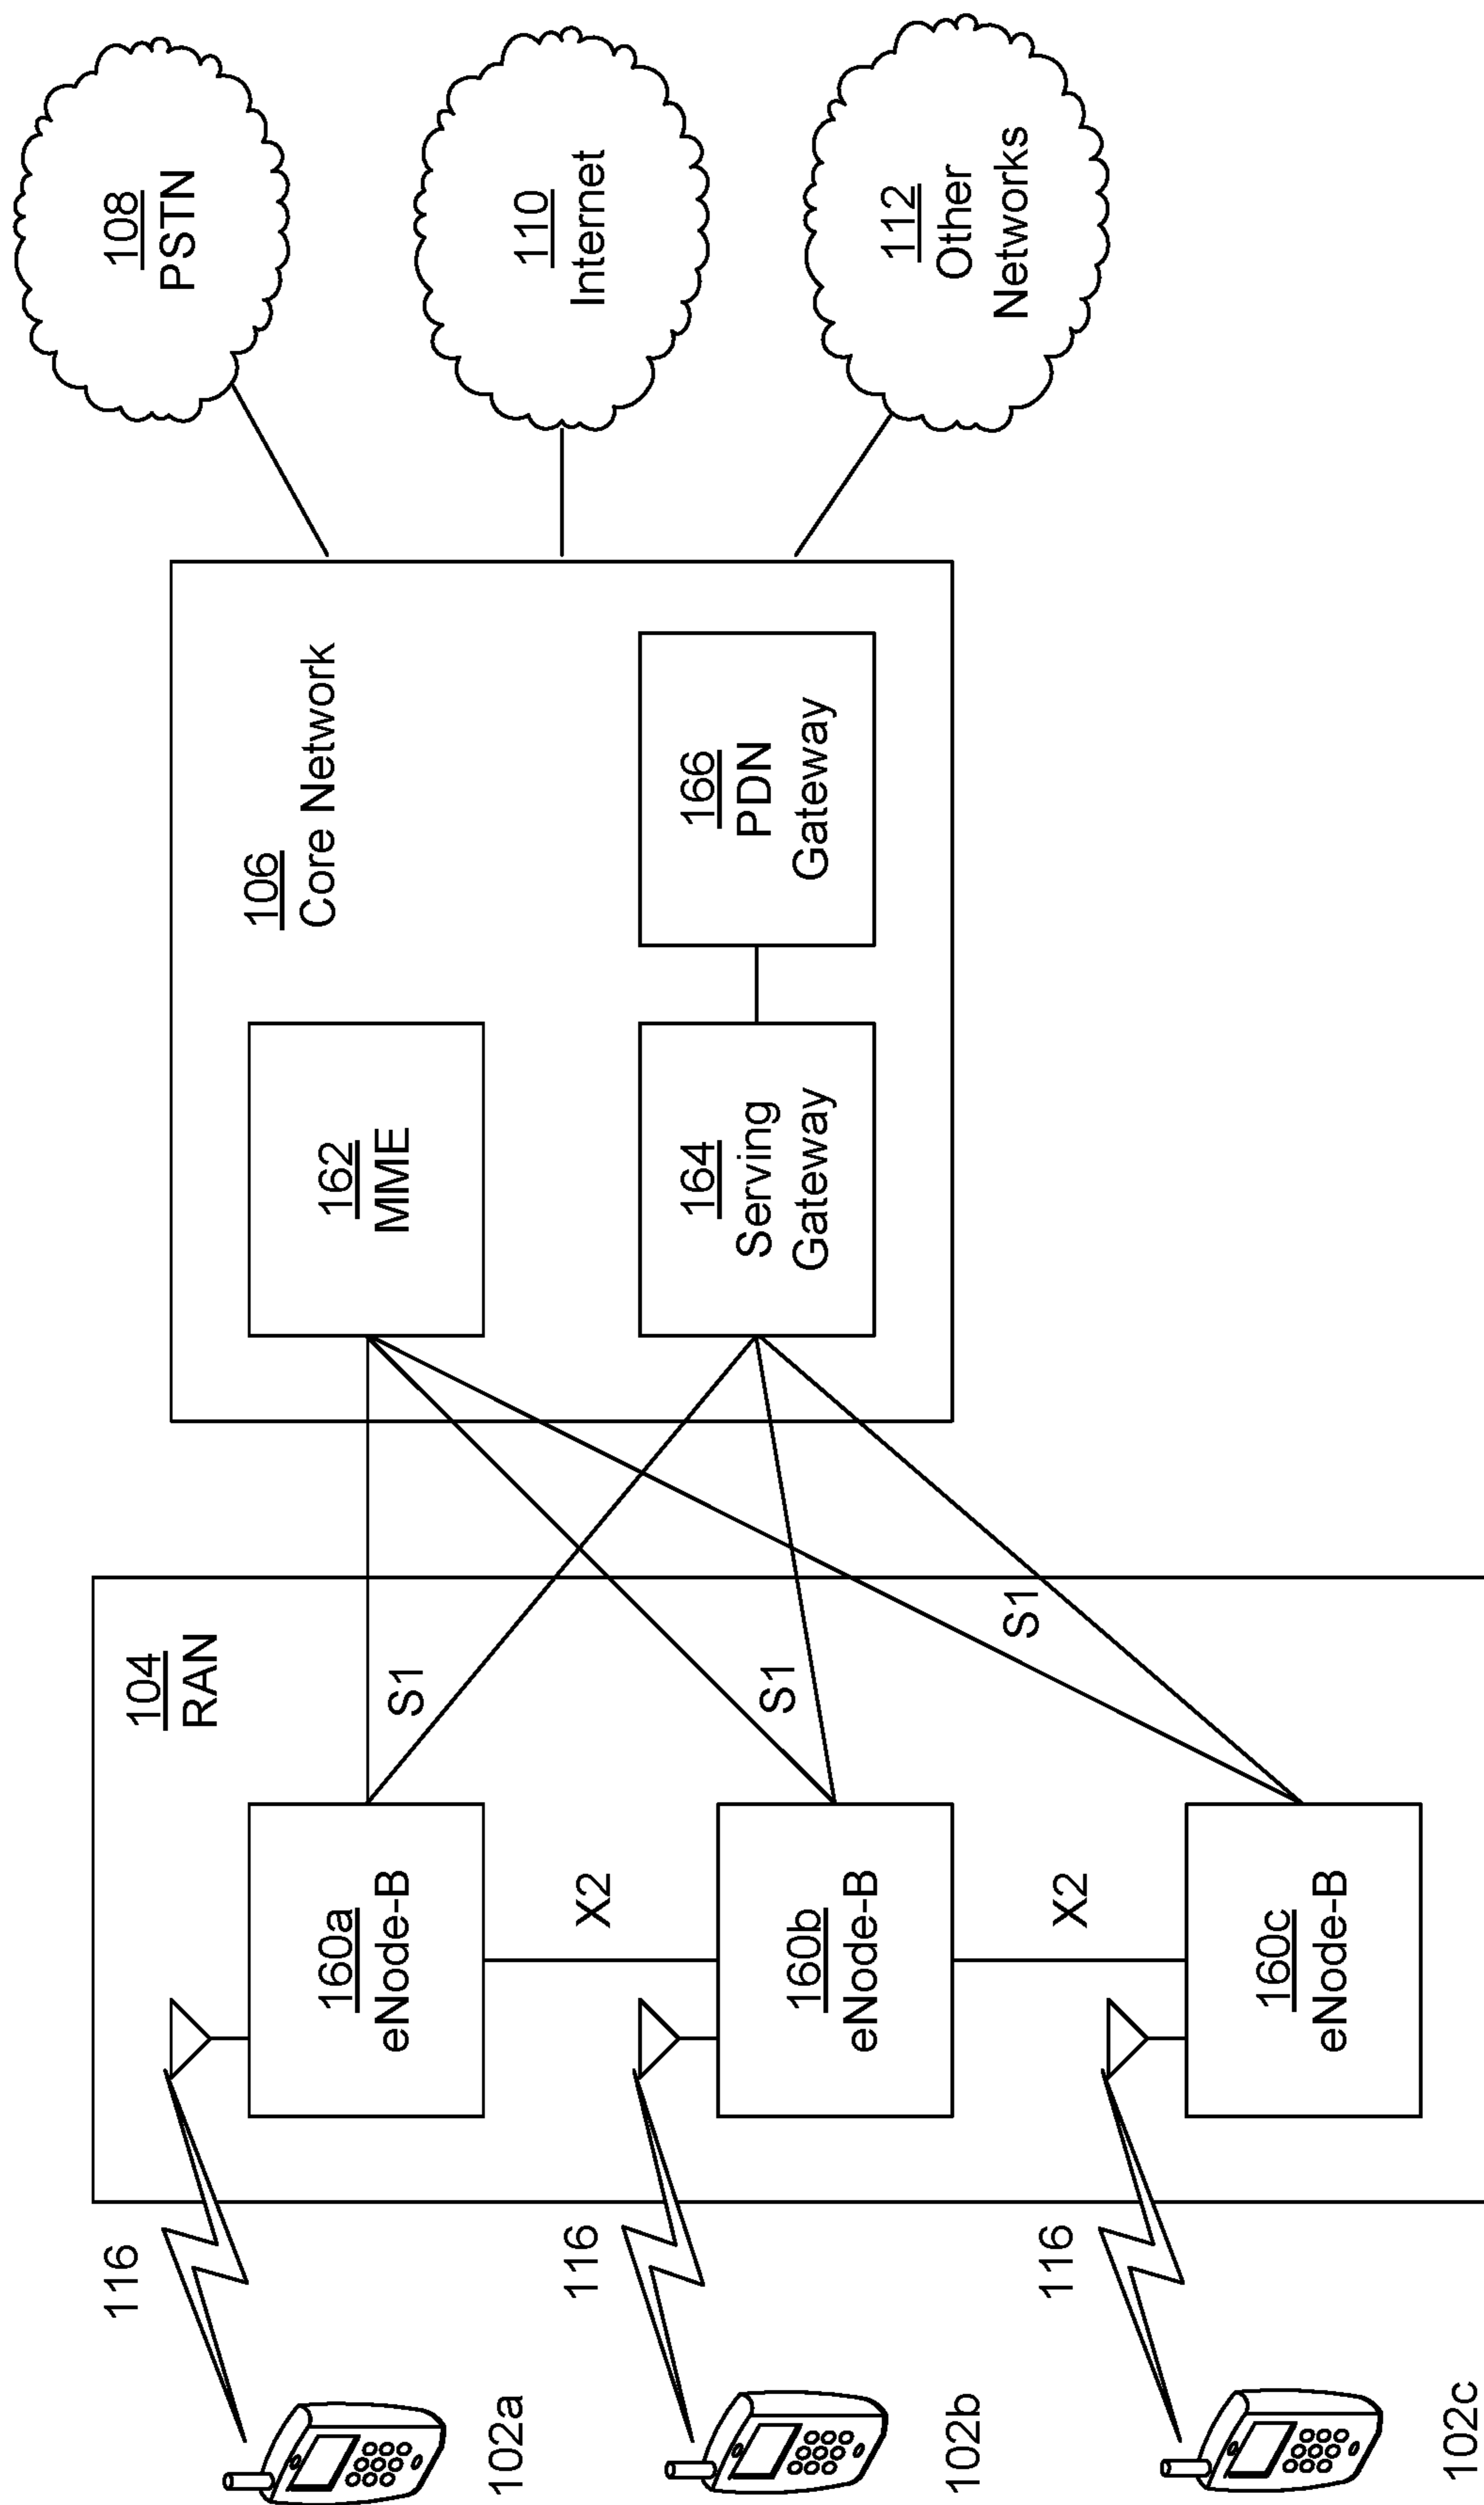 102a
102b
102c
116
116
116
104
RAN
160a
eNode-B
160b
eNode-B
160c
eNode-B
X2
X2
S1
S1
S1
106
Core Network
162
MME
164
Serving
Gateway
166
PDN
Gateway
108
PSTN
110
Internet
112
Other
Networks